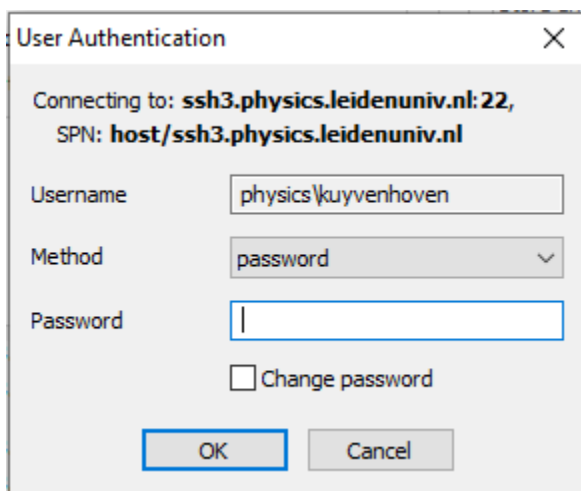 User Authentication
Connecting to: ssh3.physics.leidenuniv.nl:22,
SPN: host/ssh3.physics.leidenuniv.nl
Username physics\kuyvenhoven
Method password
Password
Change password
OK Cancel